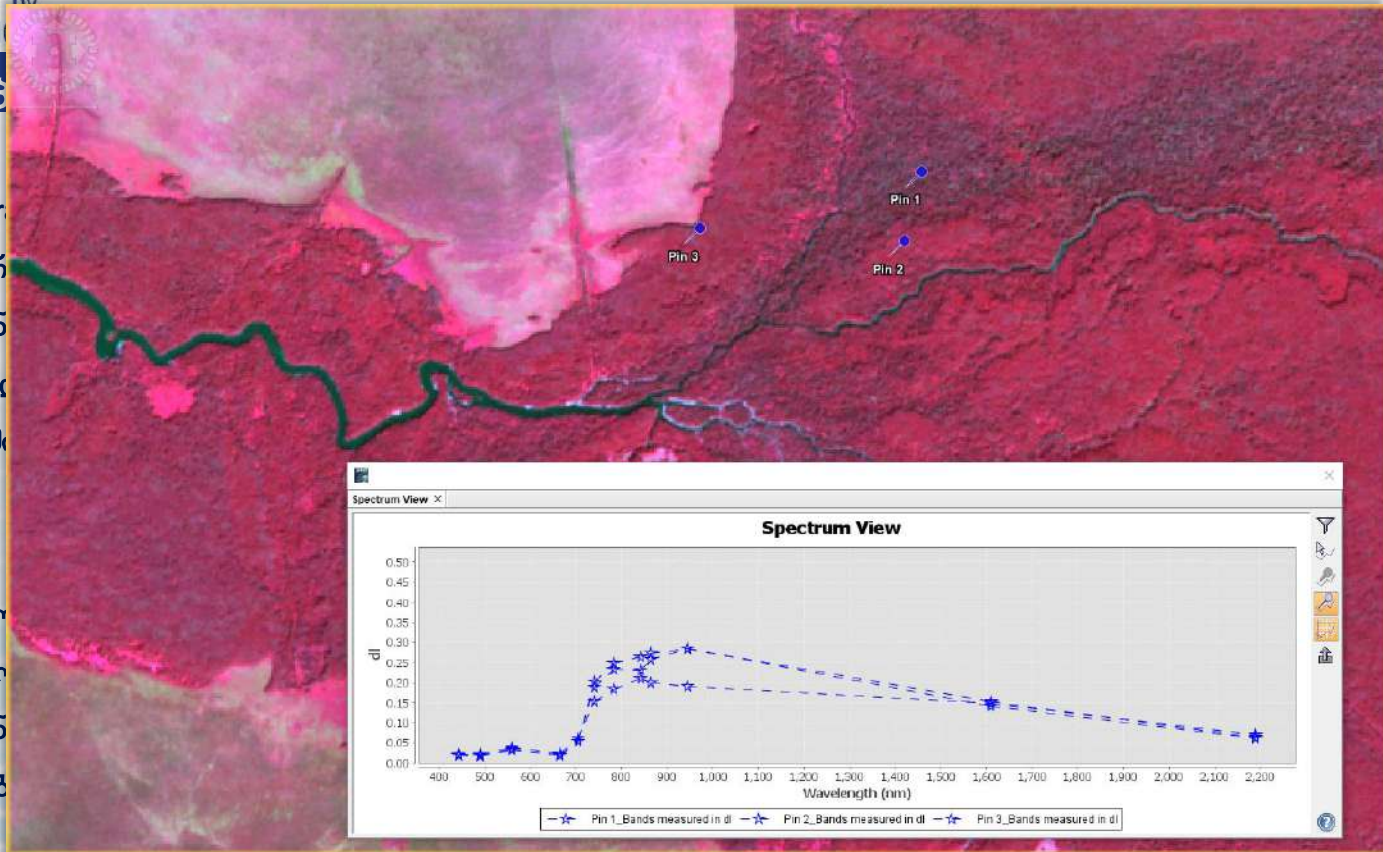 Pin 1
Pin 3
Pin 2
Spectrum View ×
Spectrum View
0.50
0.45
0.40
0.35
0.30
0.25
0.20
0.15
0.10
0.05
0.00
dl
400 500 600 700 800 900 1,000 1,100 1,200 1,300 1,400 1,500 1,600 1,700 1,800 1,900 2,000 2,100 2,200
Wavelength (nm)
Pin 1_Bands measured in dl Pin 2_Bands measured in dl Pin 3_Bands measured in dl